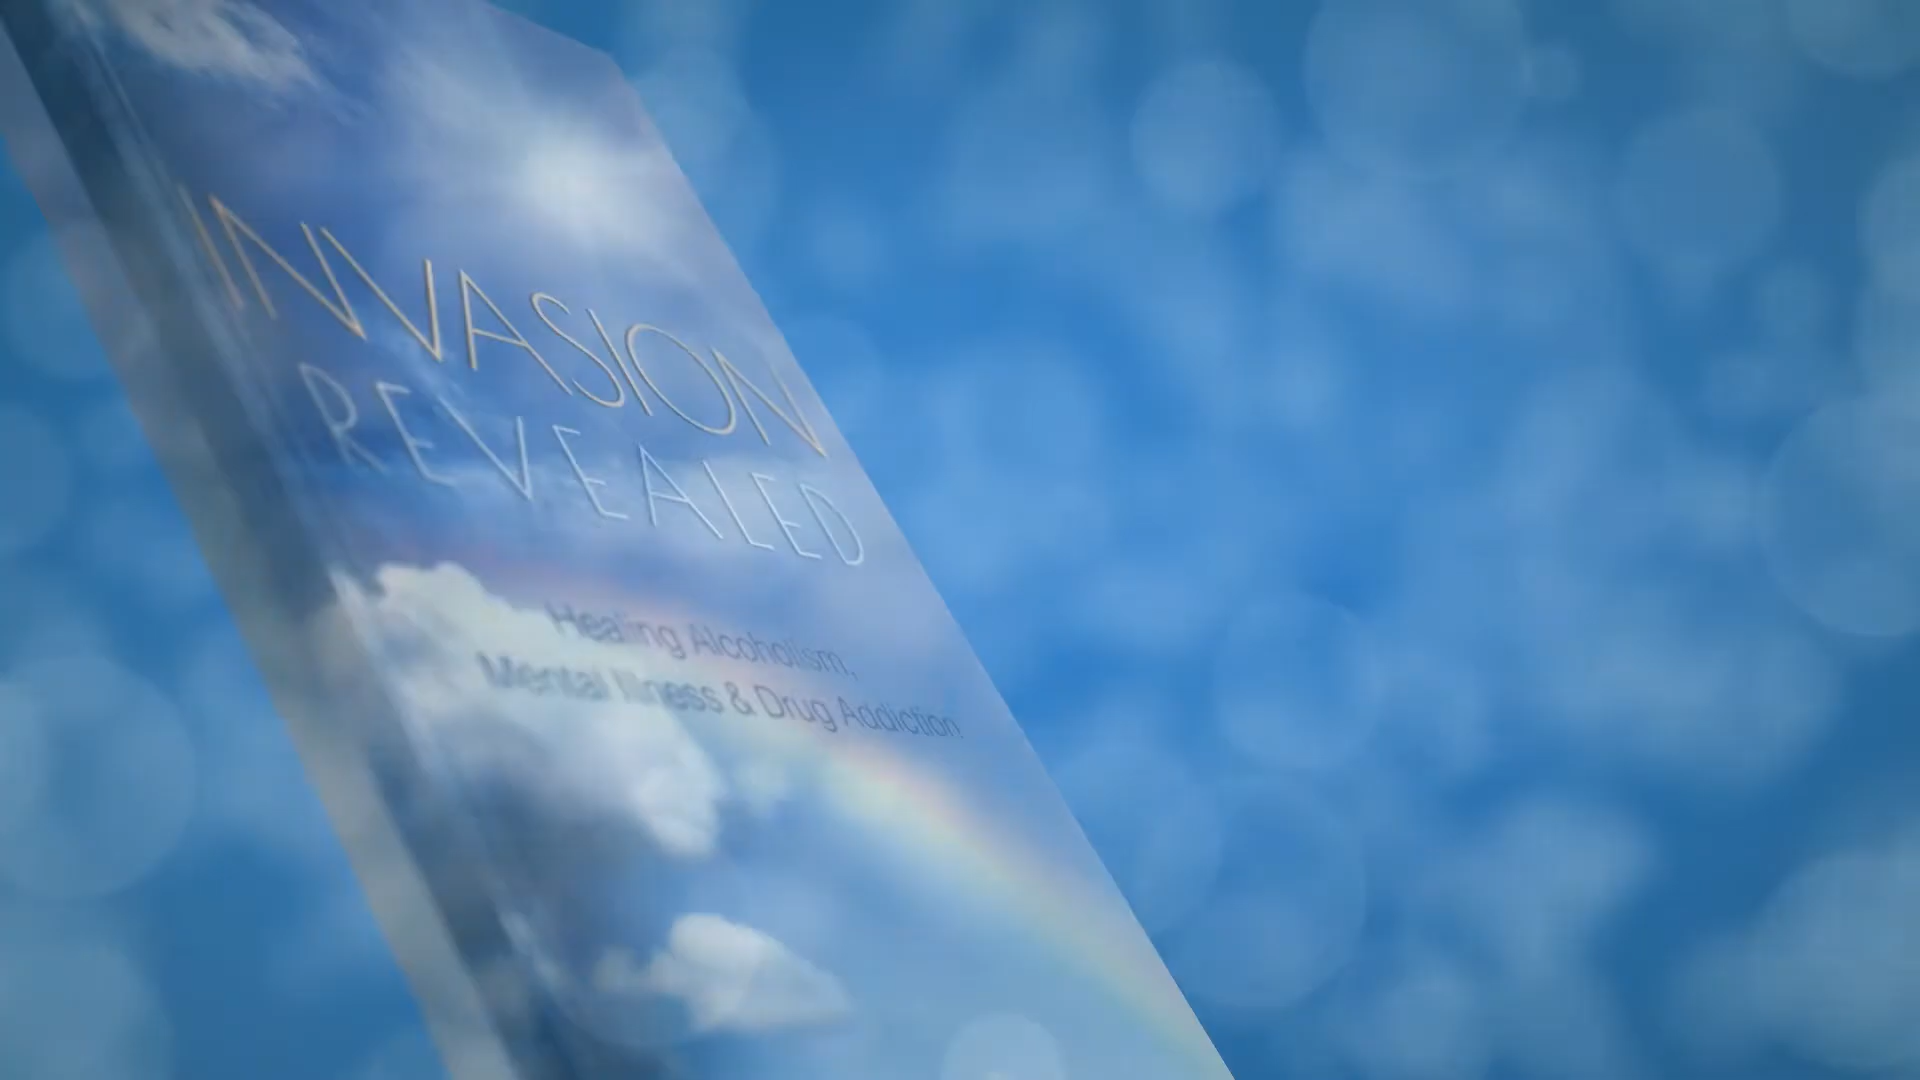 INVASION
REVEALED
Healing Alcoholism,
Mental Illness & Drug Addiction